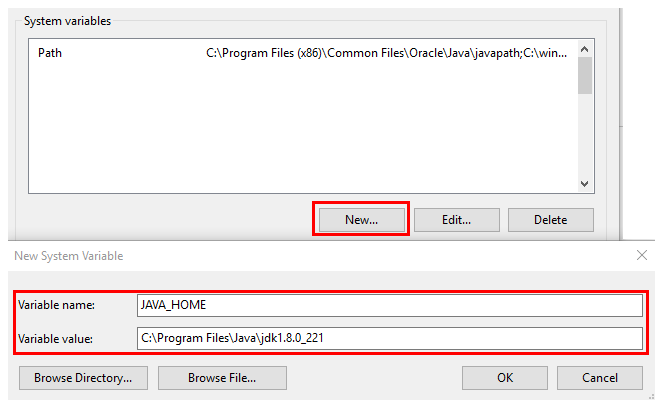 System variables
Path C:\Program Files (x86)\Common Files\Oracle\Java\javapath;C:\win...
New... Edit... Delete
New System Variable
Variable name: JAVA_HOME
Variable value: C:\Program Files\Java\jdk1.8.0_221
Browse Directory... Browse File... OK Cancel